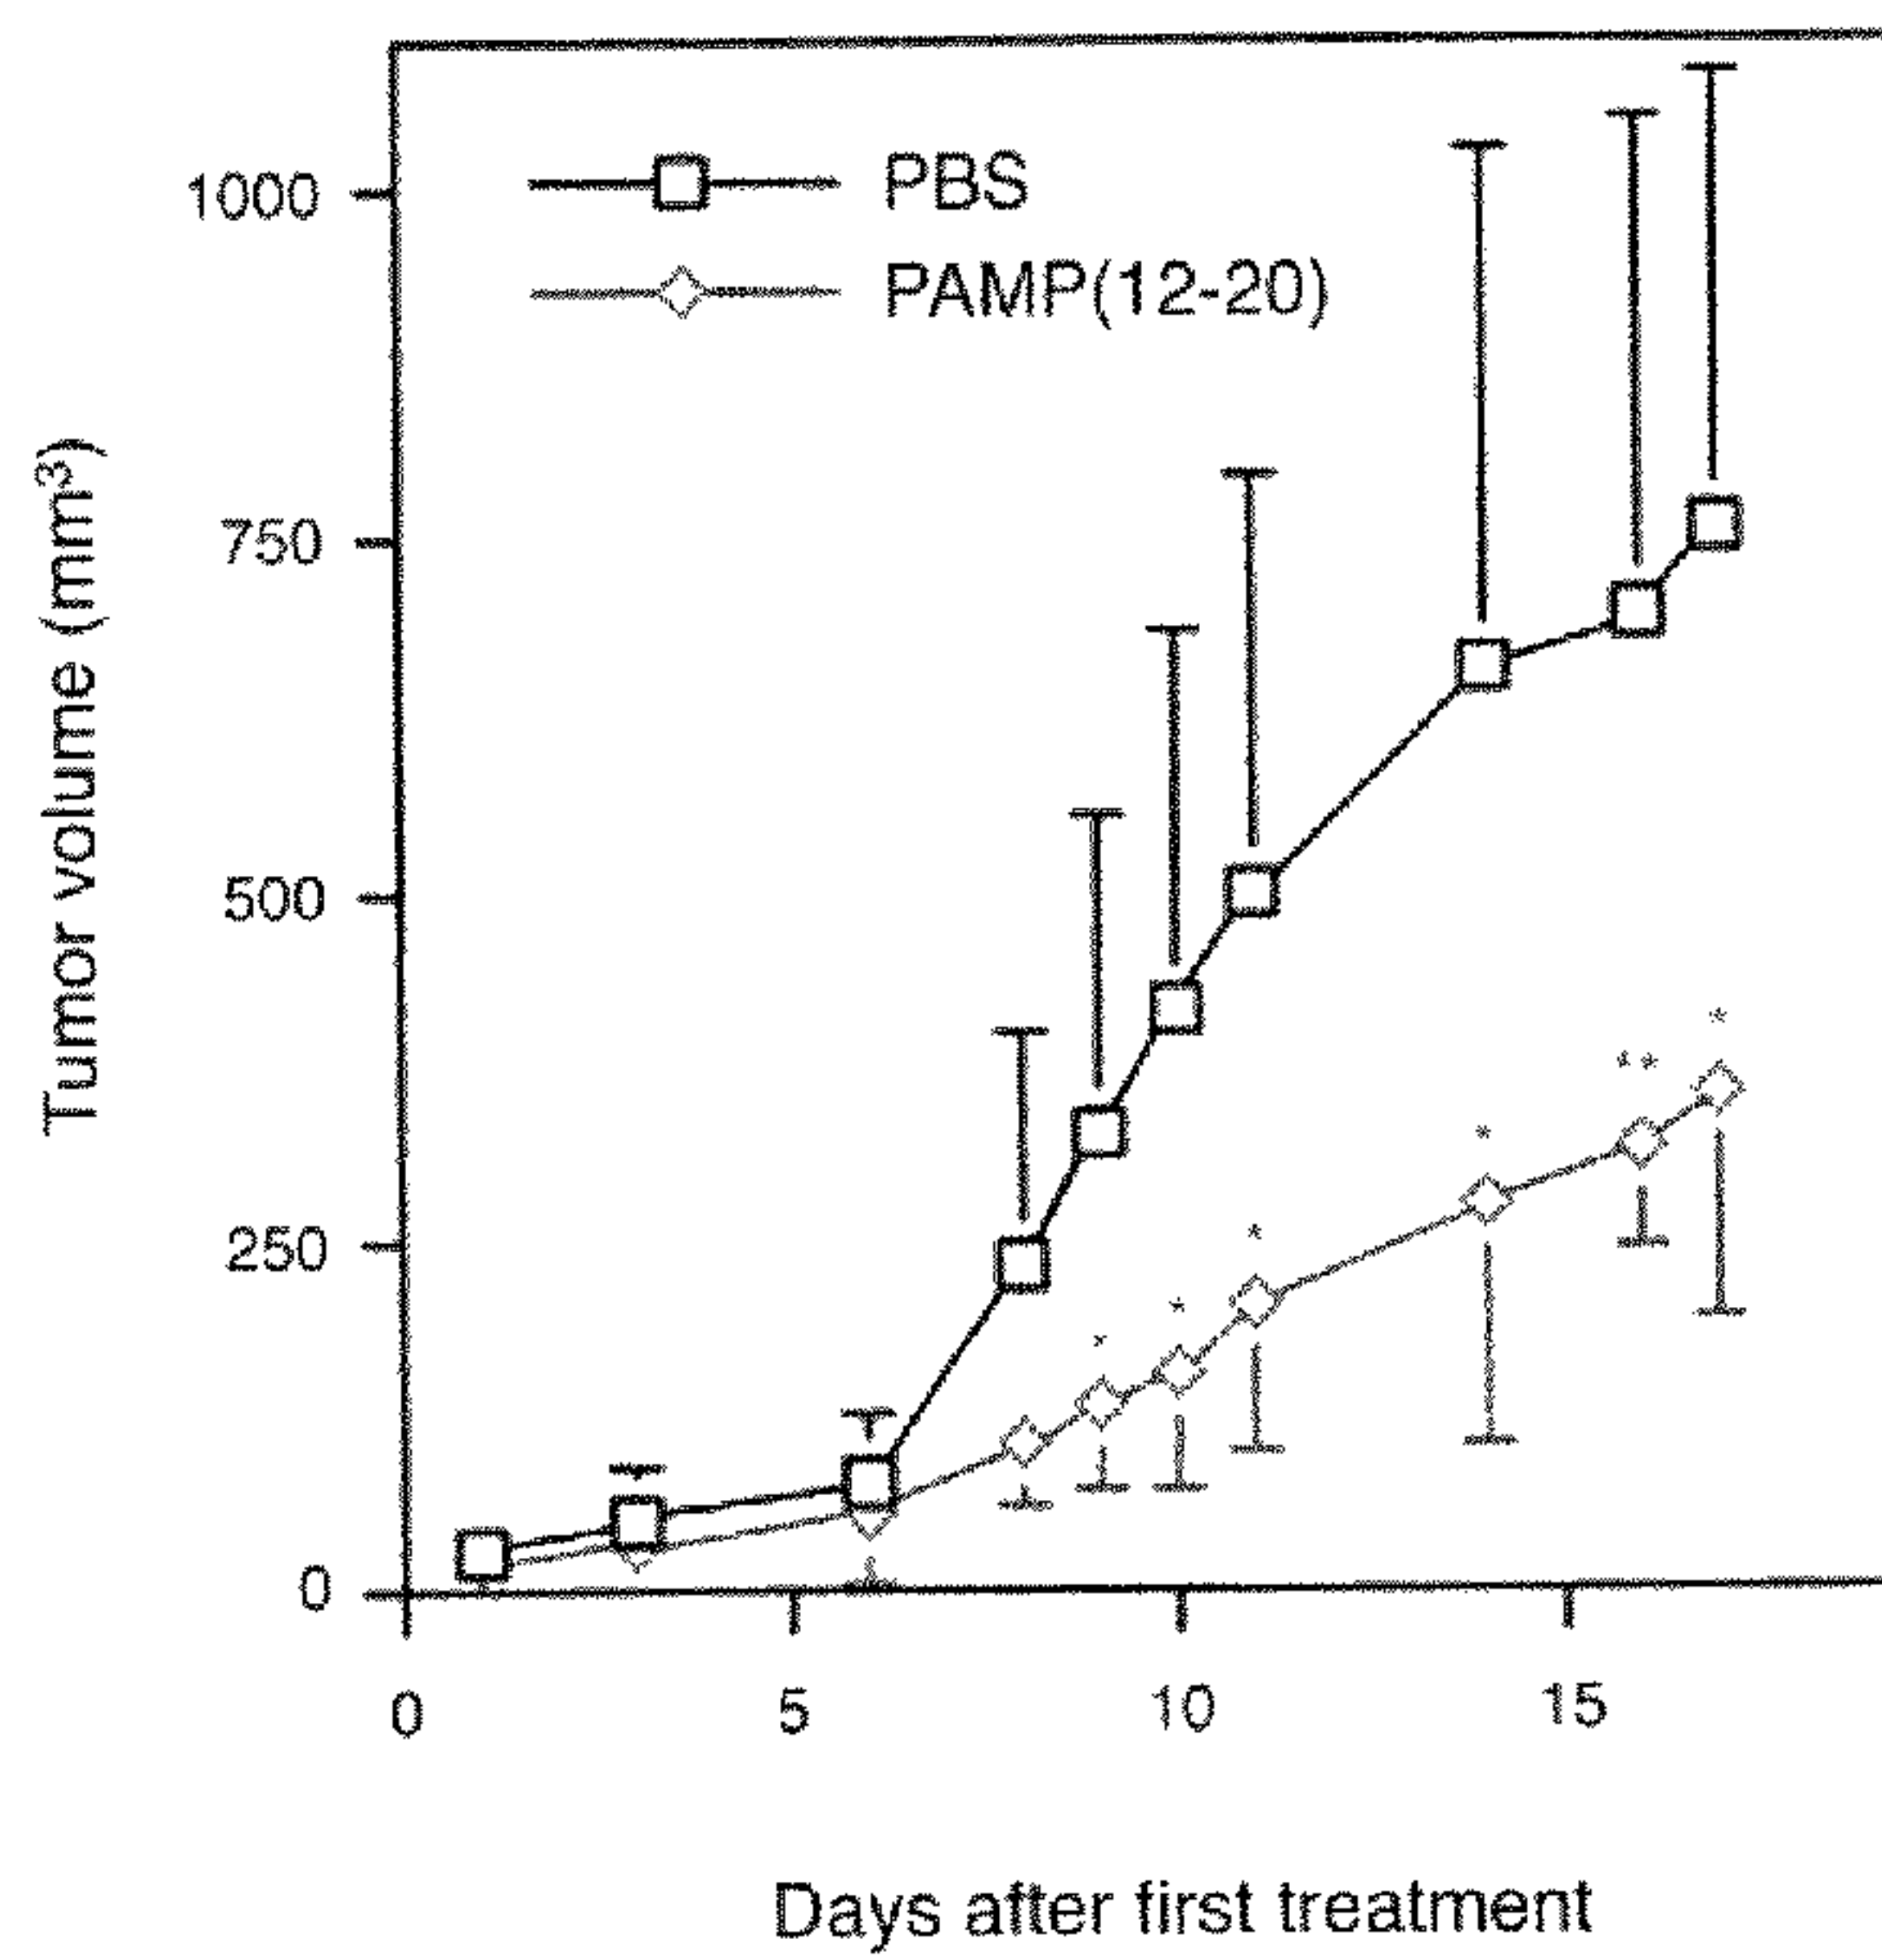 PBS
PAMP(12-20)
Tumor volume (mm³)
1000
750
500
250
0
*
* *
*
*
*
*
*
0 5 10 15
Days after first treatment